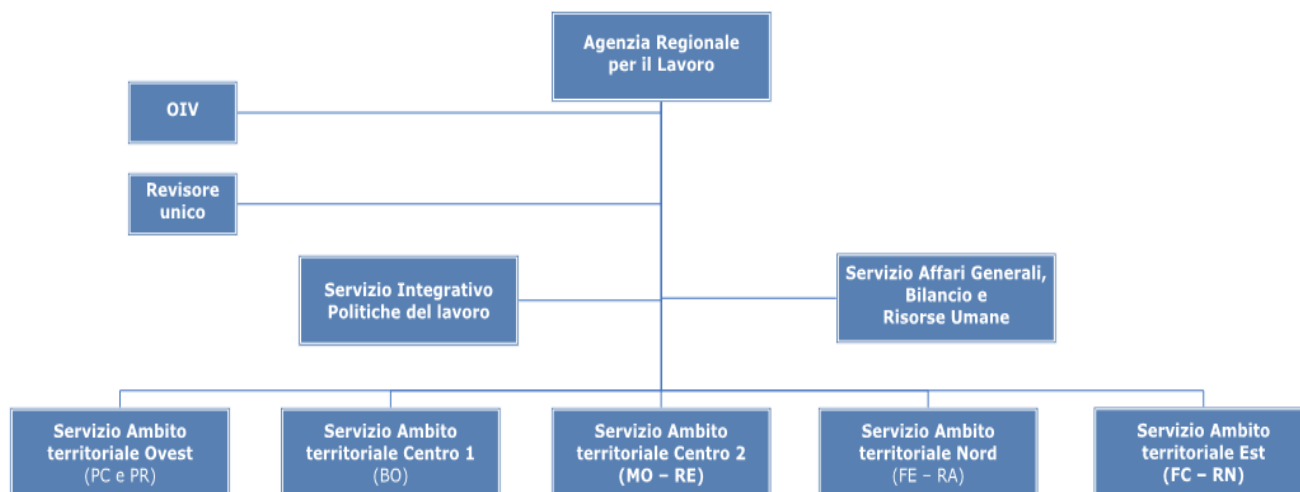 Agenzia Regionale
per il Lavoro
OIV
Revisore
unico
Servizio Integrativo
Politiche del lavoro
Servizio Affari Generali,
Bilancio e
Risorse Umane
Servizio Ambito
territoriale Ovest
(PC e PR)
Servizio Ambito
territoriale Centro 1
(BO)
Servizio Ambito
territoriale Centro 2
(MO – RE)
Servizio Ambito
territoriale Nord
(FE – RA)
Servizio Ambito
territoriale Est
(FC – RN)